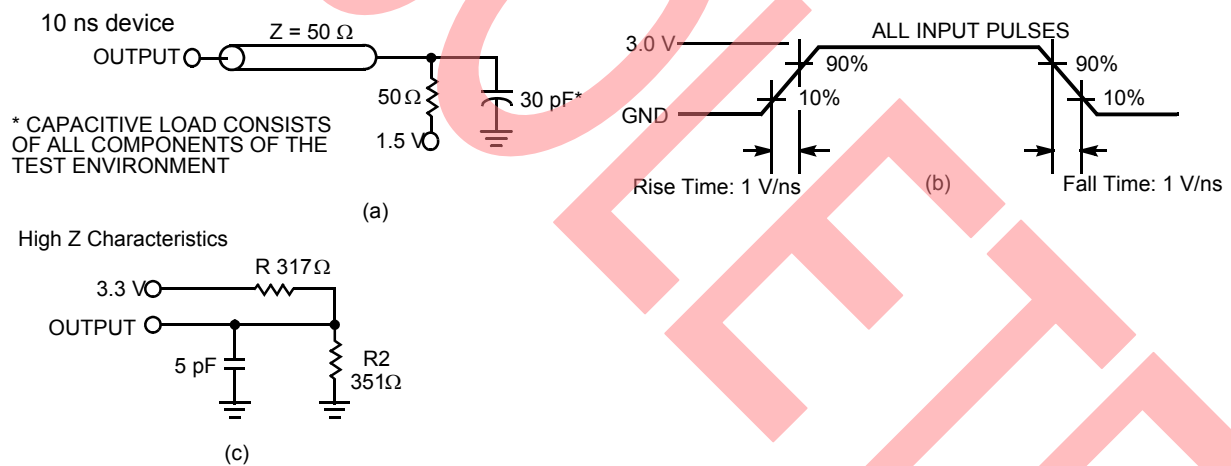 10 ns device
OUTPUT
Z = 50 Ω
50Ω
30 pF*
1.5 V
* CAPACITIVE LOAD CONSISTS
OF ALL COMPONENTS OF THE
TEST ENVIRONMENT
(a)
ALL INPUT PULSES
3.0 V
90%
90%
10%
10%
GND
Rise Time: 1 V/ns
(b)
Fall Time: 1 V/ns
High Z Characteristics
R 317Ω
3.3 V
OUTPUT
5 pF
R2
351Ω
(c)